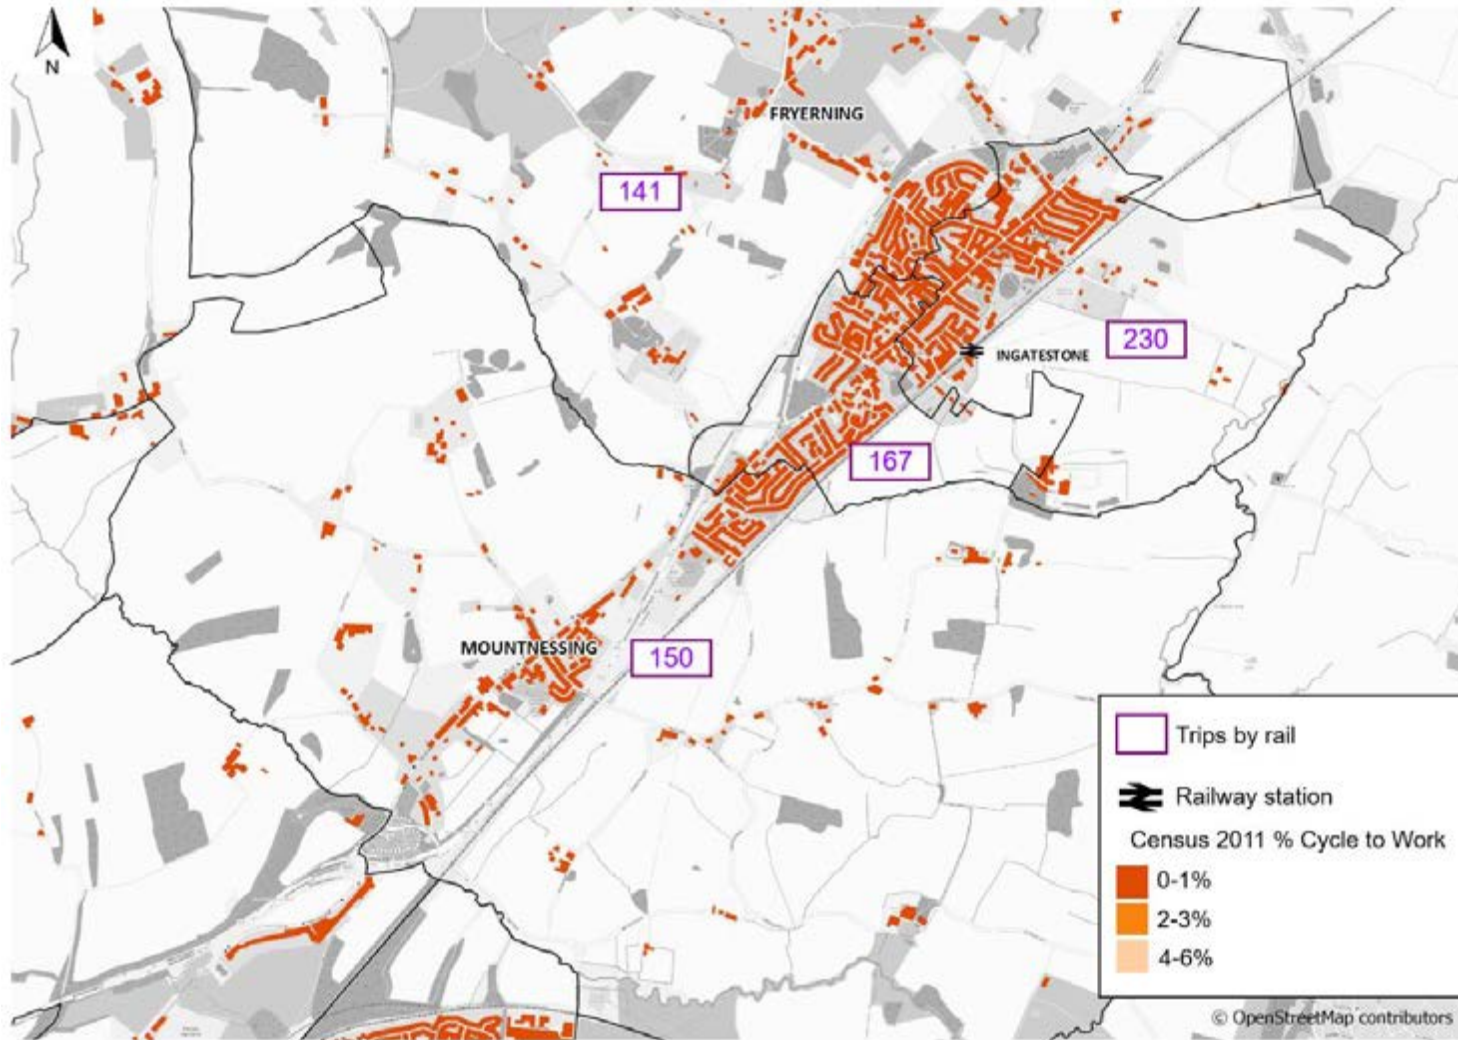 N
FRYERNING
141
230
INGATESTONE
167
MOUNTNESSING
150
Trips by rail
Railway station
Census 2011 % Cycle to Work
0-1%
2-3%
4-6%
© OpenStreetMap contributors